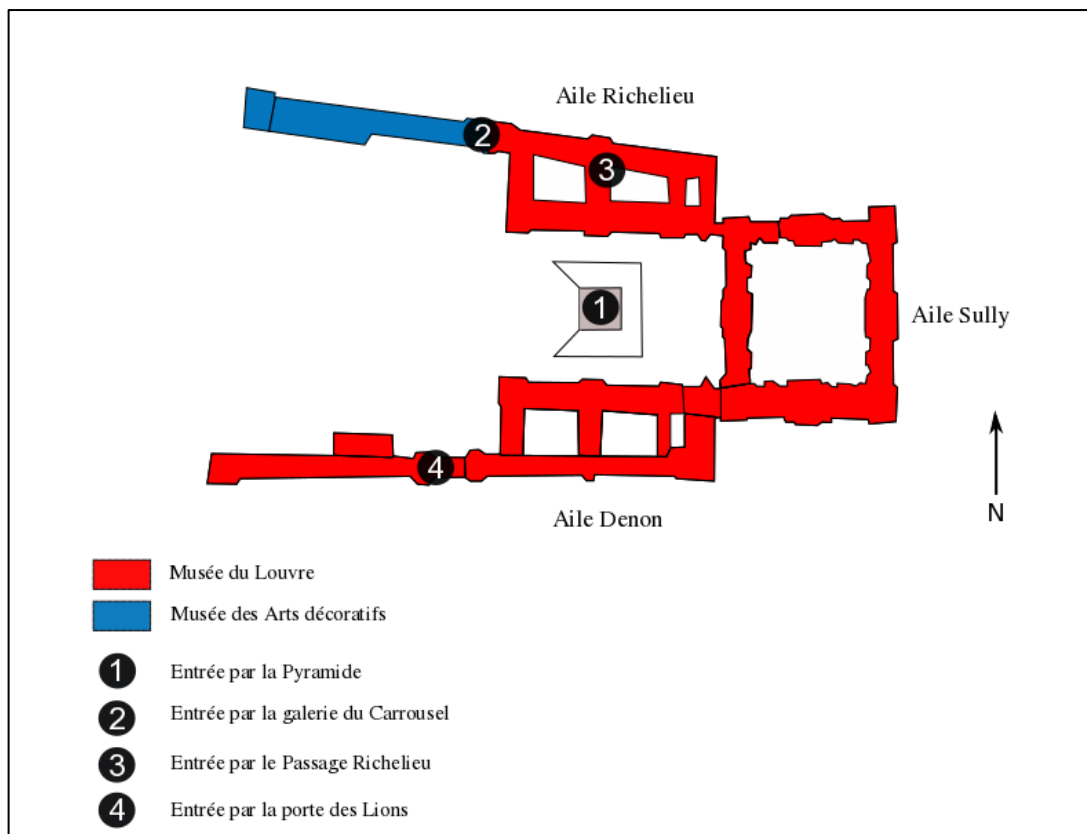 Aile Richelieu
2
3
1
Aile Sully
4
N
Aile Denon
Musée du Louvre
Musée des Arts décoratifs
1 Entrée par la Pyramide
2 Entrée par la galerie du Carrousel
3 Entrée par le Passage Richelieu
4 Entrée par la porte des Lions